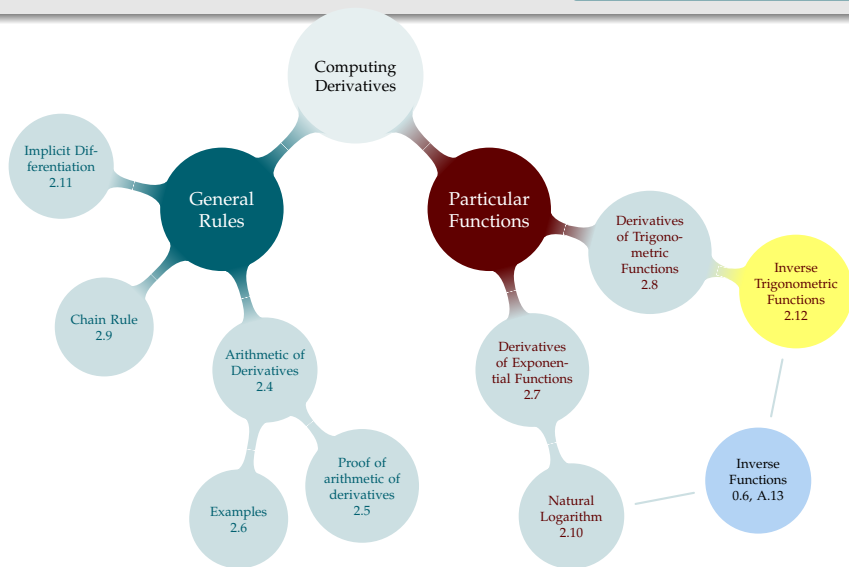 Computing
Derivatives
General
Rules
Particular
Functions
Implicit Dif-
ferentiation
2.11
Chain Rule
2.9
Arithmetic of
Derivatives
2.4
Examples
2.6
Proof of
arithmetic of
derivatives
2.5
Derivatives
of Trigono-
metric
Functions
2.8
Inverse
Trigonometric
Functions
2.12
Derivatives
of Exponen-
tial Functions
2.7
Natural
Logarithm
2.10
Inverse
Functions
0.6, A.13